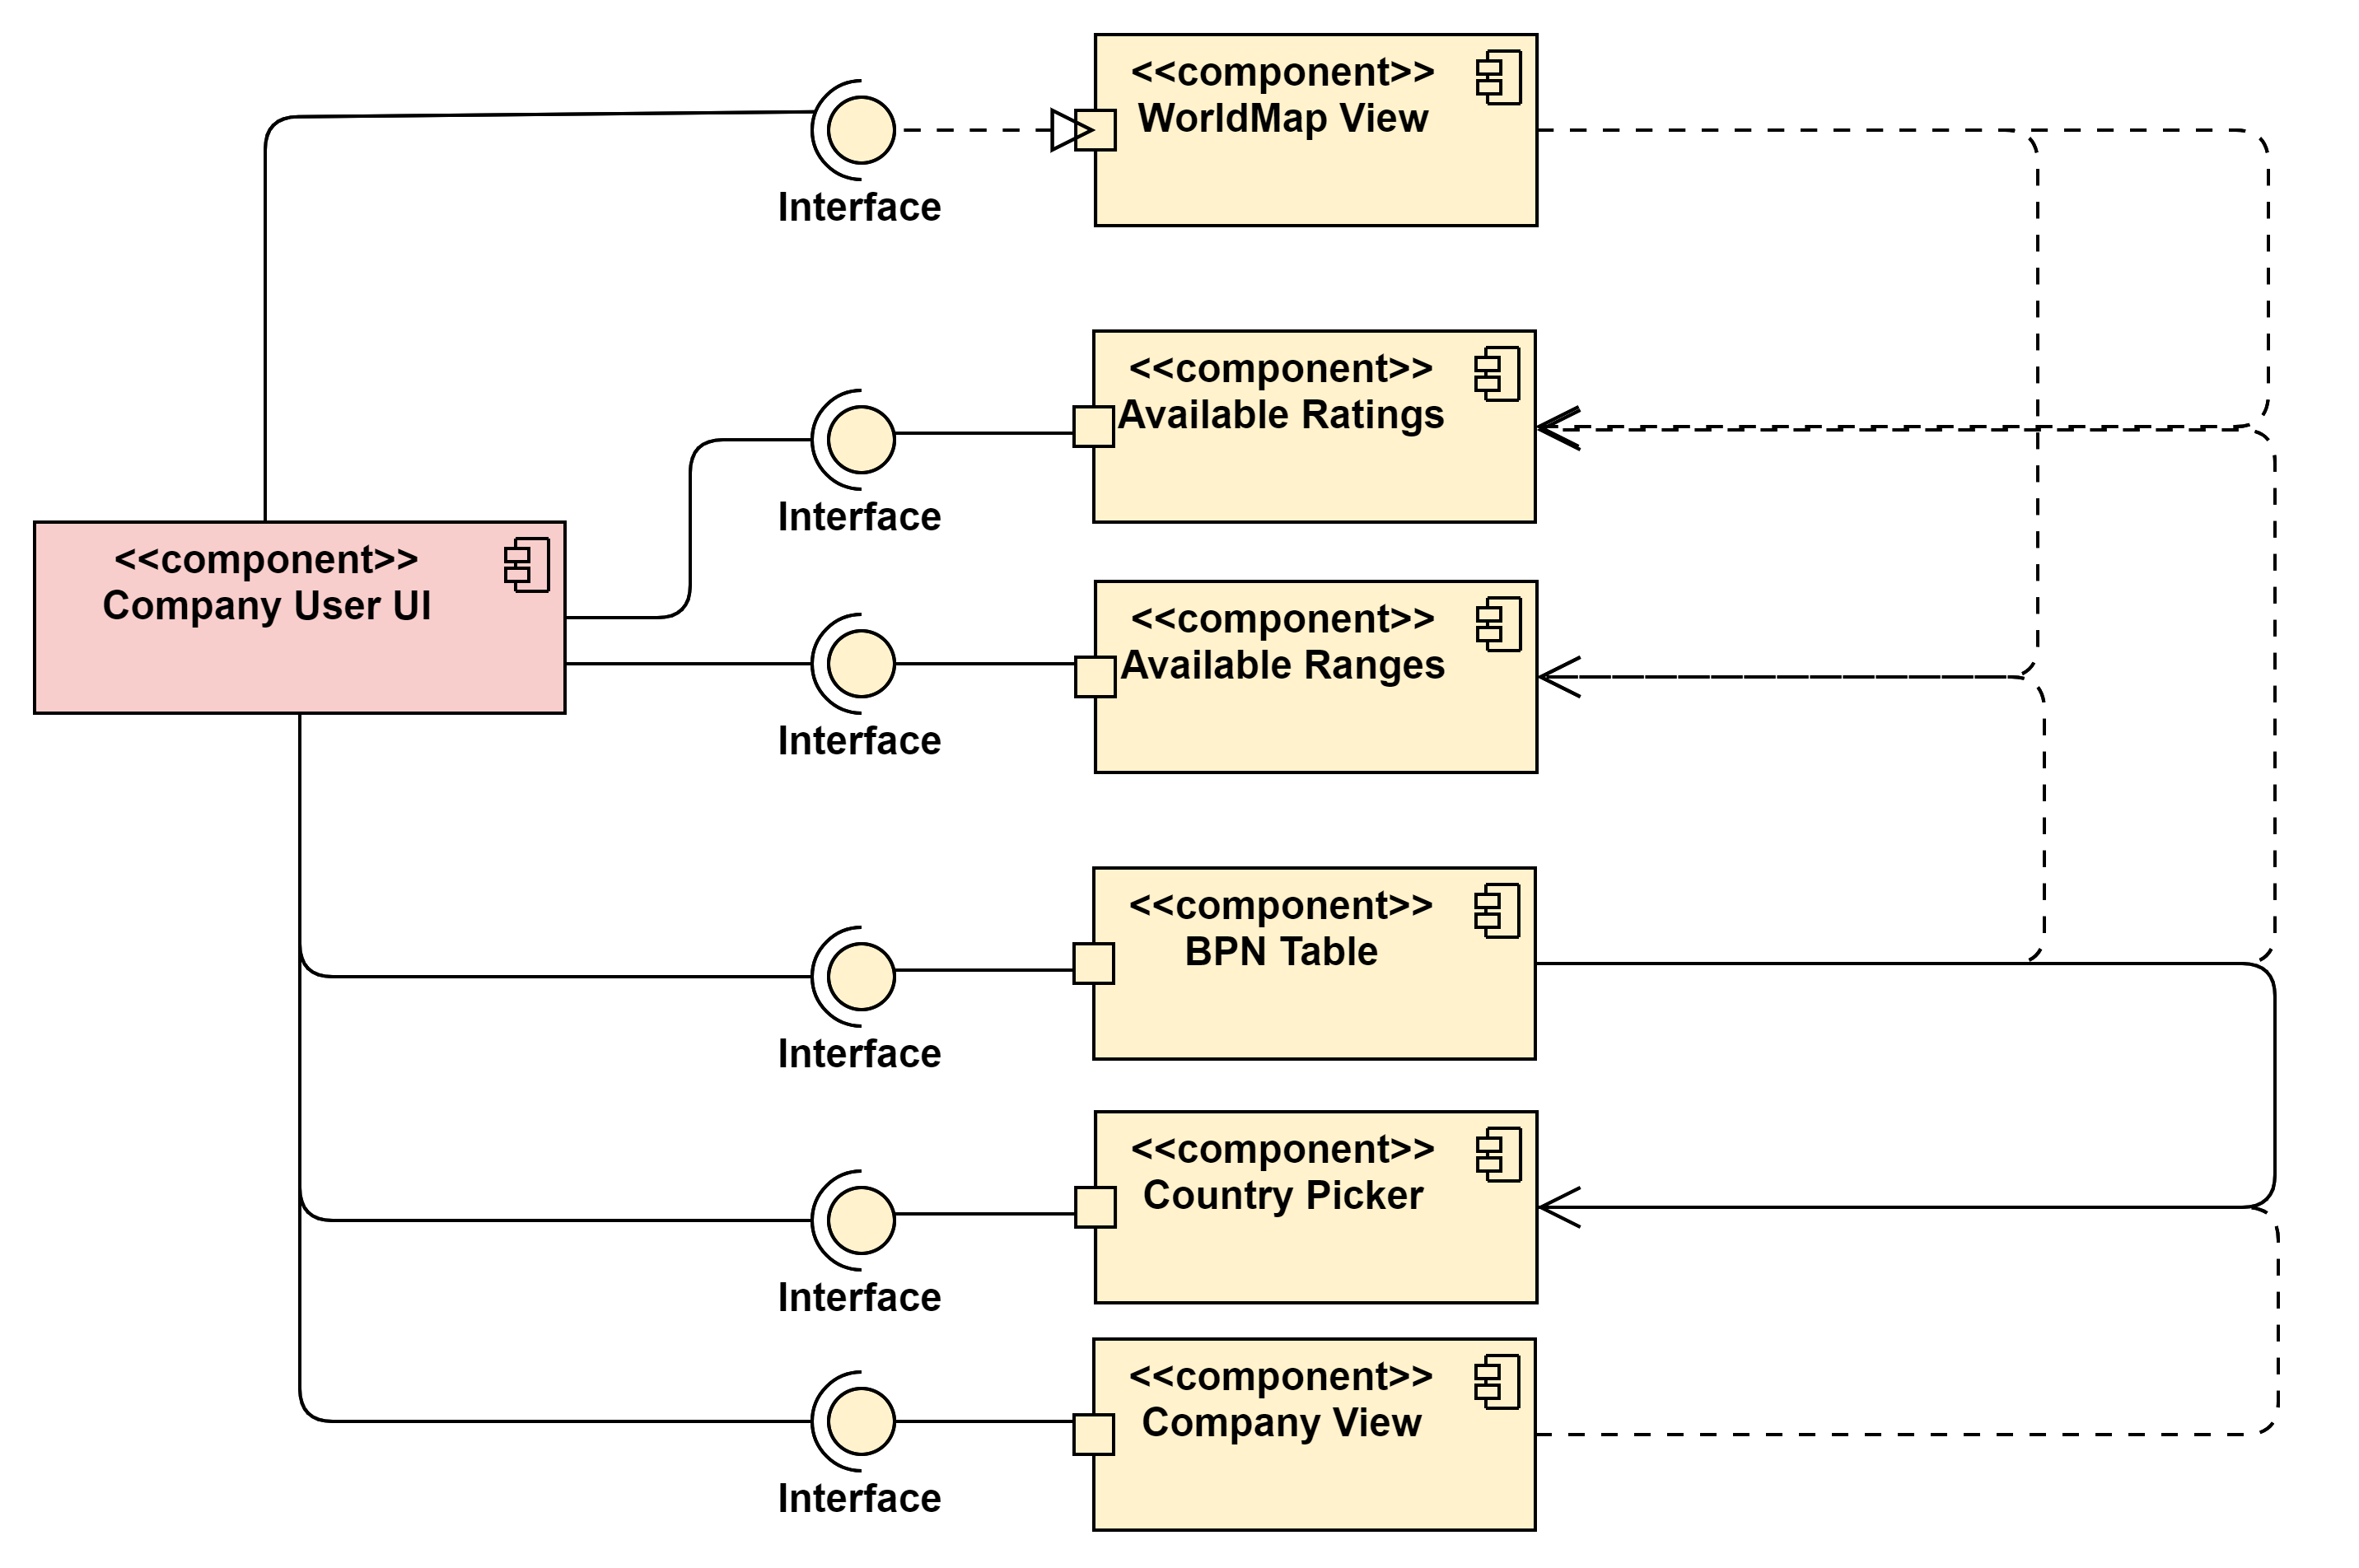 <<component>>
WorldMap View
Interface
<<component>>
Available Ratings
Interface
<<component>>
Company User UI
<<component>>
Available Ranges
Interface
<<component>>
BPN Table
Interface
<<component>>
Country Picker
Interface
<<component>>
Company View
Interface